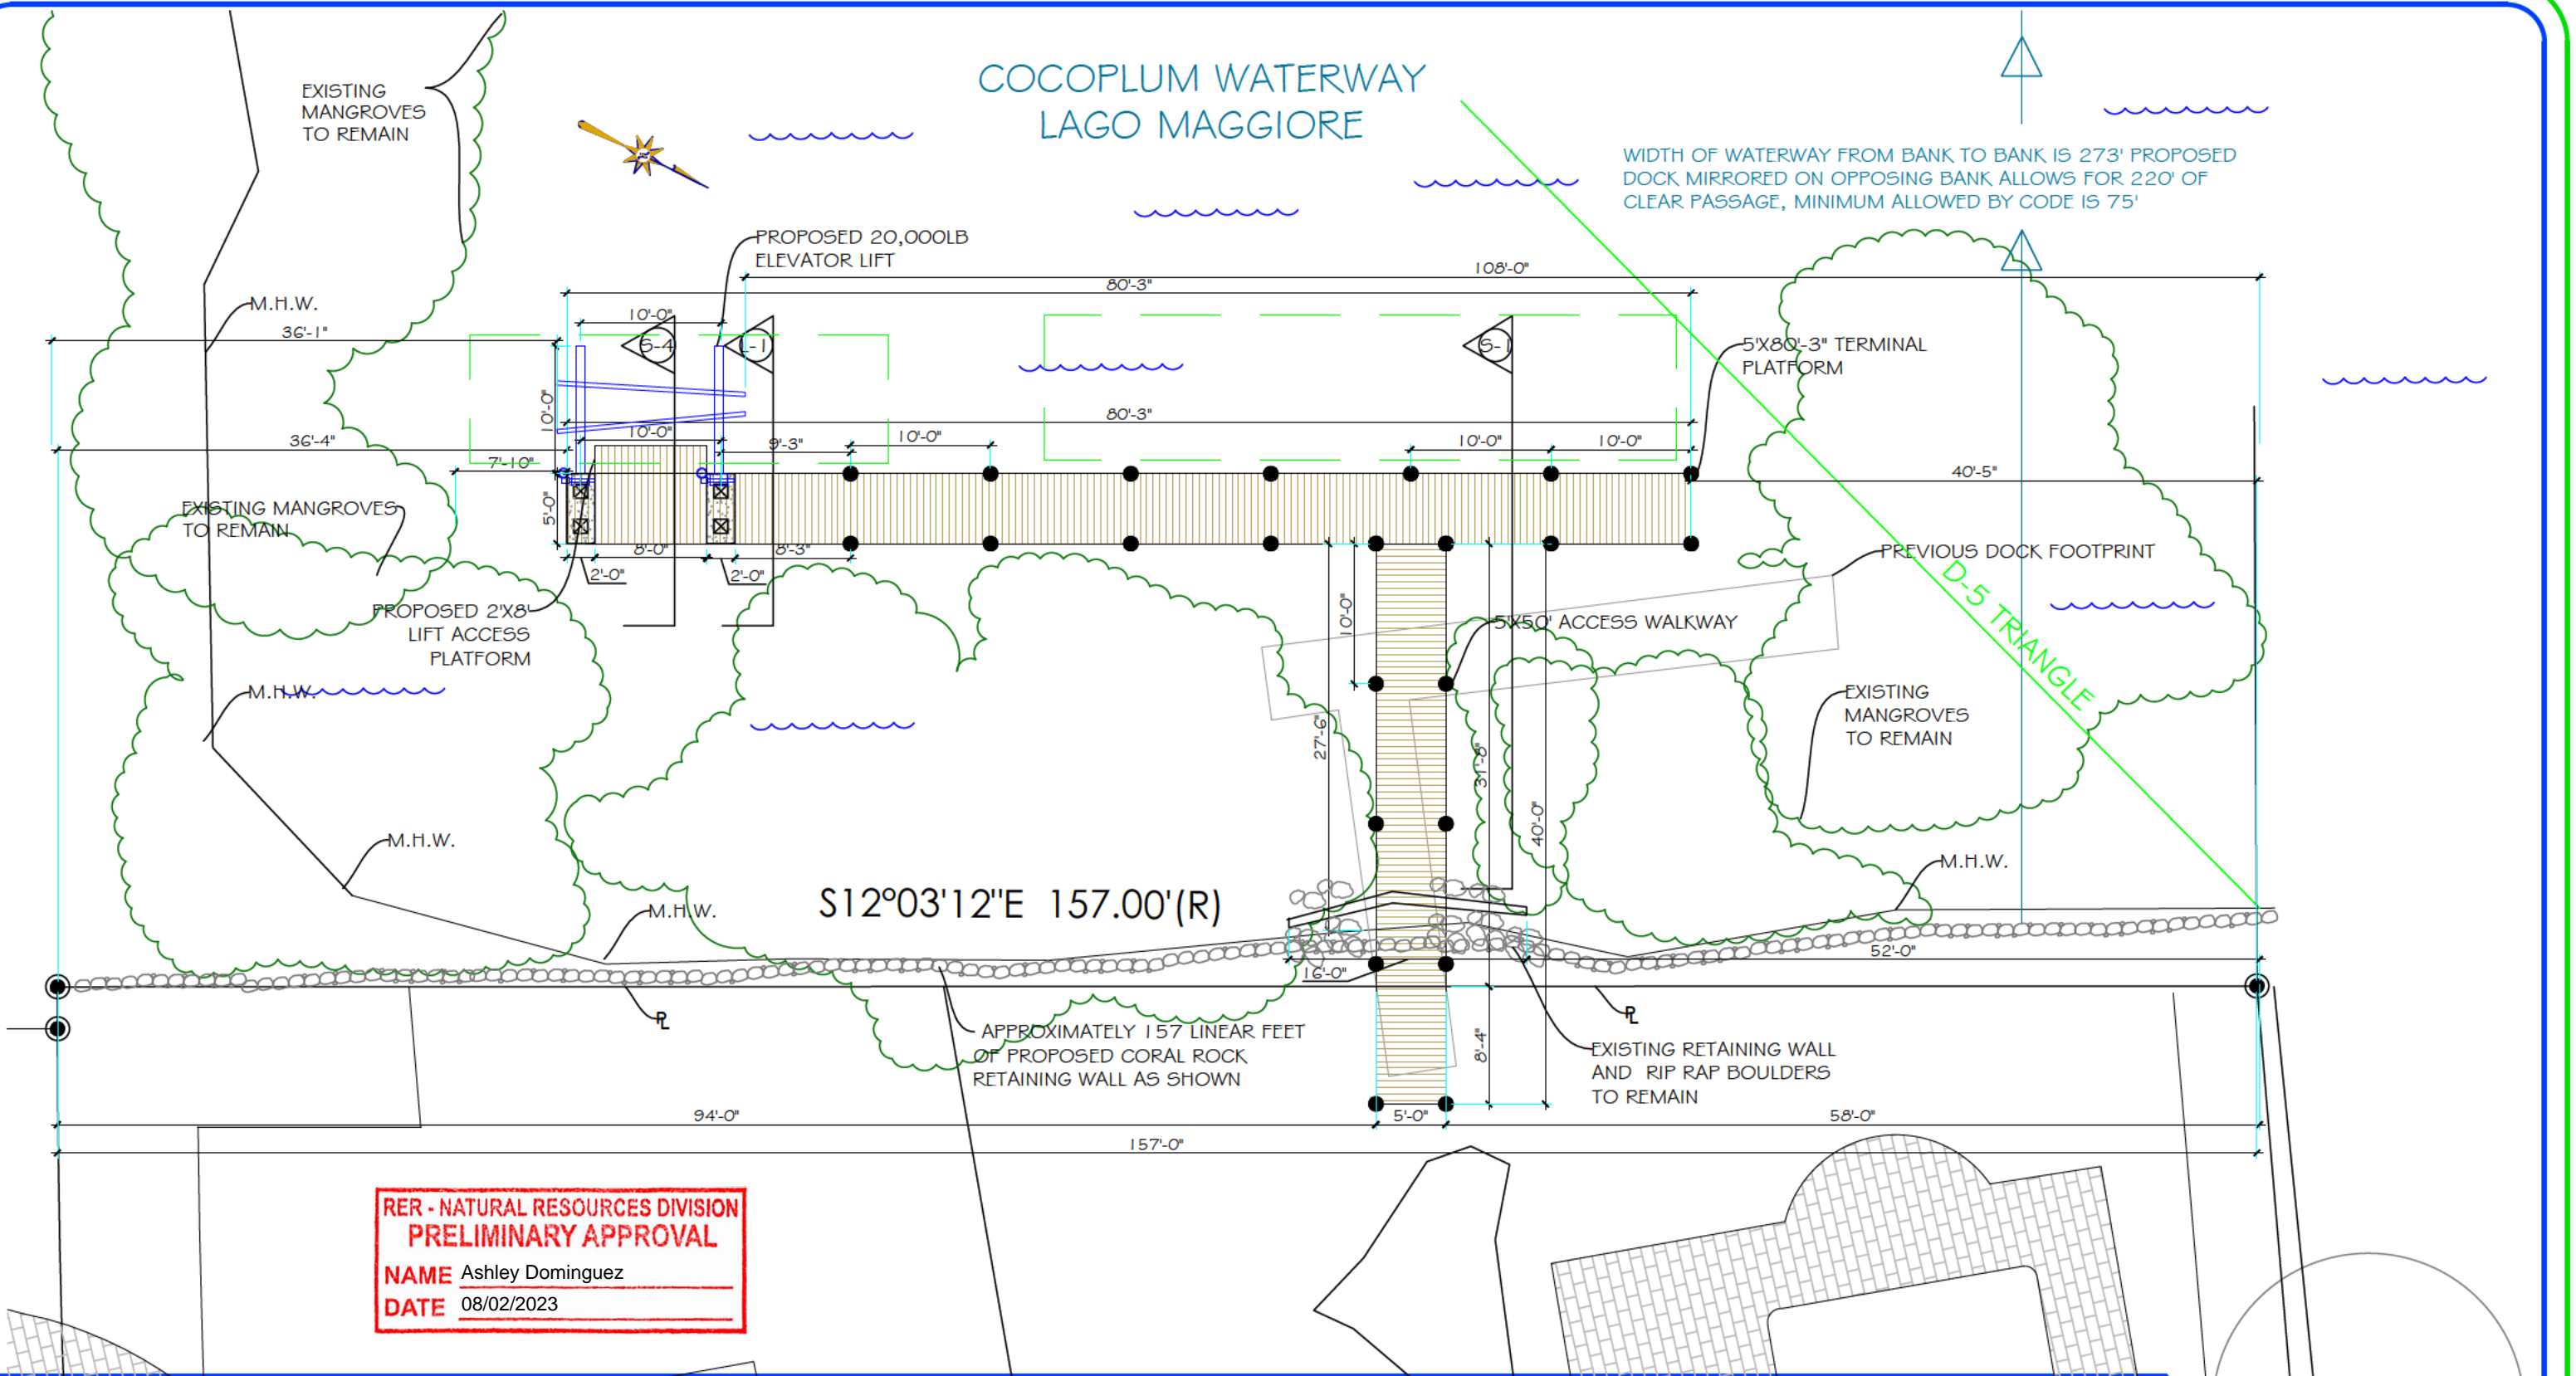 COCOPLUM WATERWAY
LAGO MAGGIORE
EXISTING
MANGROVES
TO REMAIN
WIDTH OF WATERWAY FROM BANK TO BANK IS 273' PROPOSED
DOCK MIRRORED ON OPPOSING BANK ALLOWS FOR 220' OF
CLEAR PASSAGE, MINIMUM ALLOWED BY CODE IS 75'
PROPOSED 20,000LB
ELEVATOR LIFT
108'-0"
80'-3"
M.H.W.
10'-0"
36'-1"
S-4
L-1
S-1
5'X80'-3" TERMINAL
PLATFORM
10'-0"
80'-3"
36'-4"
10'-0"
9'-3"
10'-0"
10'-0"
10'-0"
7'-10"
40'-5"
EXISTING MANGROVES
TO REMAIN
5'-0"
8'-0"
8'-3"
2'-0"
2'-0"
PREVIOUS DOCK FOOTPRINT
D-5 TRIANGLE
PROPOSED 2'X8'
LIFT ACCESS
PLATFORM
10'-0"
5'X50' ACCESS WALKWAY
M.H.W.
EXISTING
MANGROVES
TO REMAIN
27'-6"
31'-8"
40'-0"
M.H.W.
M.H.W.
S12°03'12"E 157.00'(R)
M.H.W.
52'-0"
16'-0"
PL
PL
APPROXIMATELY 157 LINEAR FEET
OF PROPOSED CORAL ROCK
RETAINING WALL AS SHOWN
8'-4"
EXISTING RETAINING WALL
AND RIP RAP BOULDERS
TO REMAIN
94'-0"
5'-0"
58'-0"
157'-0"
RER - NATURAL RESOURCES DIVISION
PRELIMINARY APPROVAL
NAME Ashley Dominguez
DATE 08/02/2023